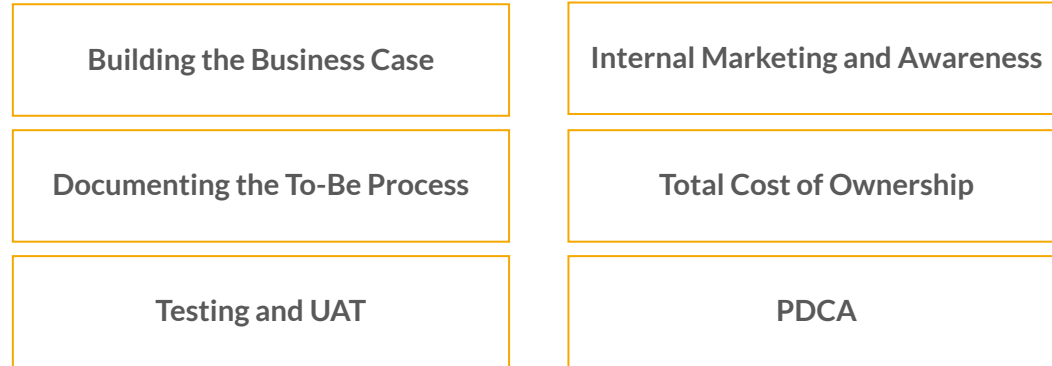 Building the Business Case
Internal Marketing and Awareness
Documenting the To-Be Process
Total Cost of Ownership
Testing and UAT
PDCA